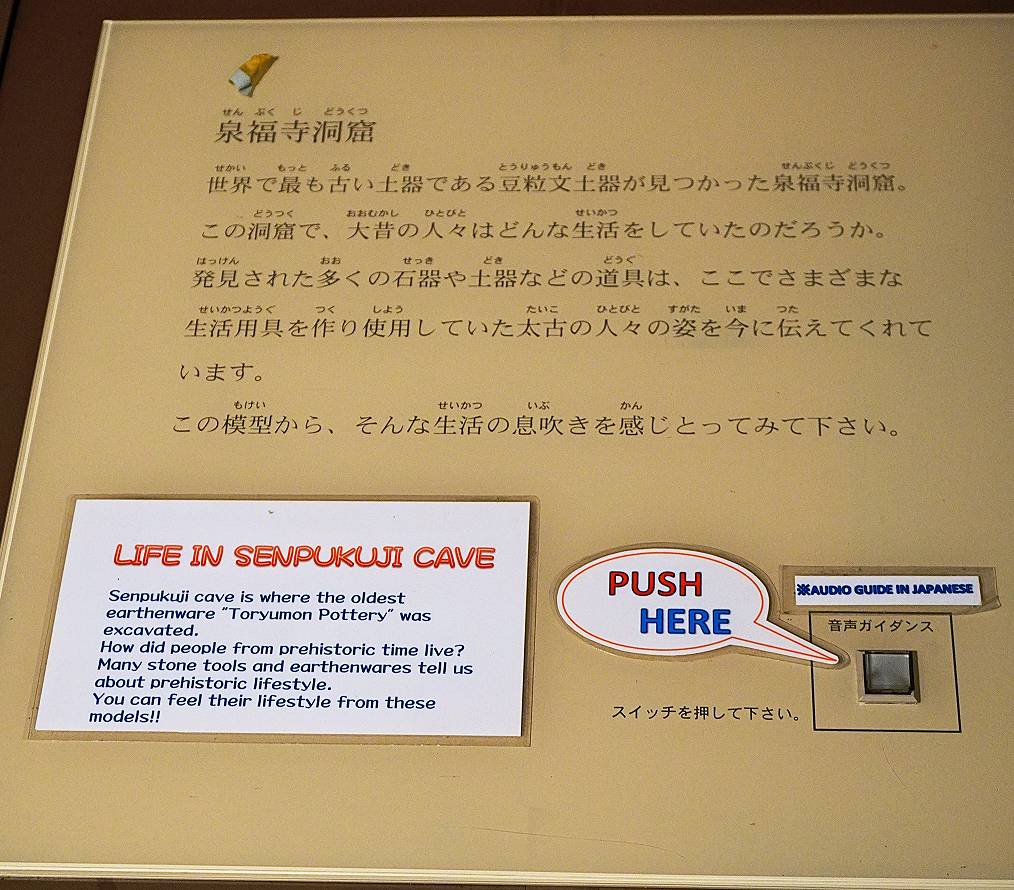 せん ぷく じ どうくつ
泉福寺洞窟
せかい もっと ふる どき とうりゅうもん どき せんぷくじ どうくつ
世界で最も古い土器である豆粒文土器が見つかった泉福寺洞窟。
どうつく おおむかし ひとびと せいかつ
この洞窟で、大昔の人々はどんな生活をしていたのだろうか。
はっけん おお せっき どき どうぐ
発見された多くの石器や土器などの道具は、ここでさまざまな
せいかつようぐ つく しよう たいこ ひとびと すがた いま つた
生活用具を作り使用していた太古の人々の姿を今に伝えてくれて
います。
もけい せいかつ いぶ かん
この模型から、そんな生活の息吹きを感じとってみて下さい。
LIFE IN SENPUKUJI CAVE
Senpukuji cave is where the oldest
earthenware "Toryumon Pottery" was
excavated.
How did people from prehistoric time live?
Many stone tools and earthenwares tell us
about prehistoric lifestyle.
You can feel their lifestyle from these
models!!
PUSH
HERE
※AUDIO GUIDE IN JAPANESE
音声ガイダンス
スイッチを押して下さい。